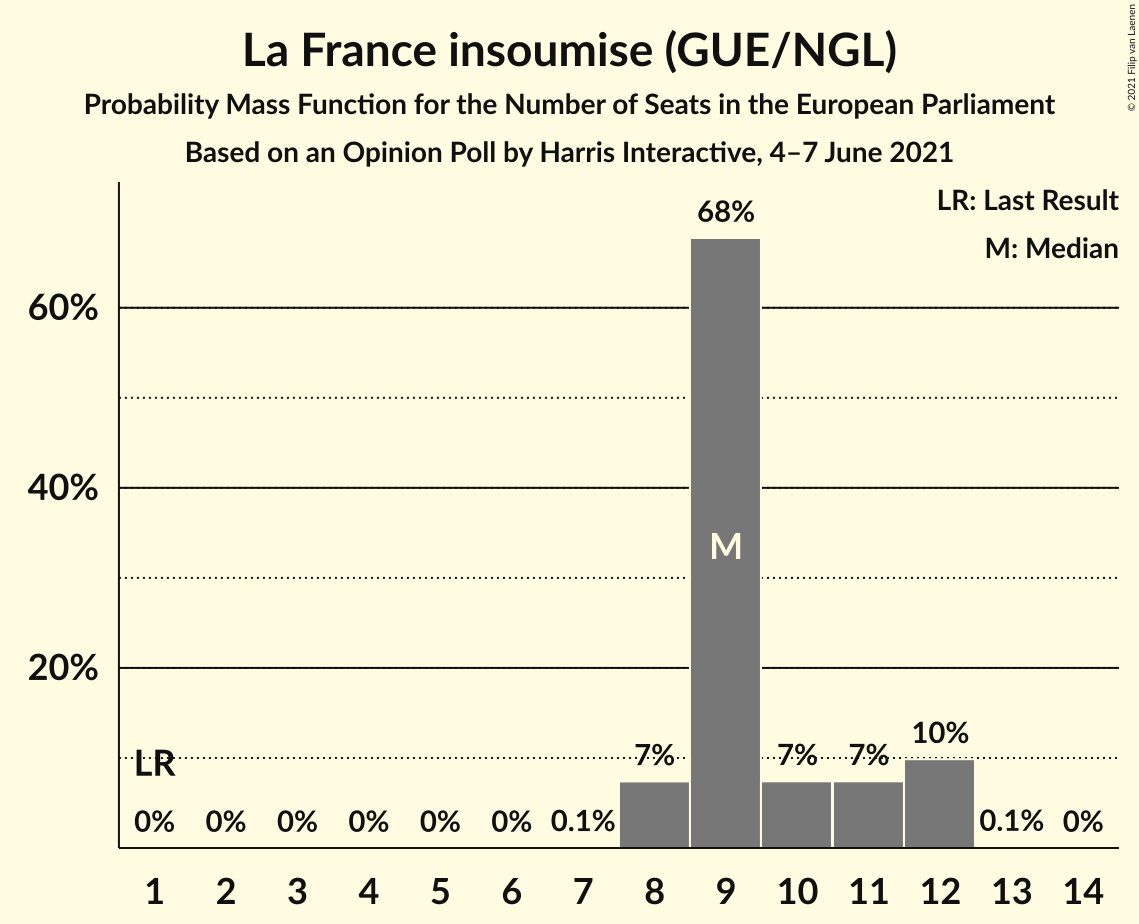 La France insoumise (GUE/NGL)
Probability Mass Function for the Number of Seats in the European Parliament
Based on an Opinion Poll by Harris Interactive, 4–7 June 2021
© 2021 Filip van Laenen
LR: Last Result
M: Median
68%
60%
40%
M
20%
10%
LR
7%
7%
7%
0%
0%
0%
0%
0%
0%
0.1%
0.1%
0%
1 2 3 4 5 6 7 8 9 10 11 12 13 14